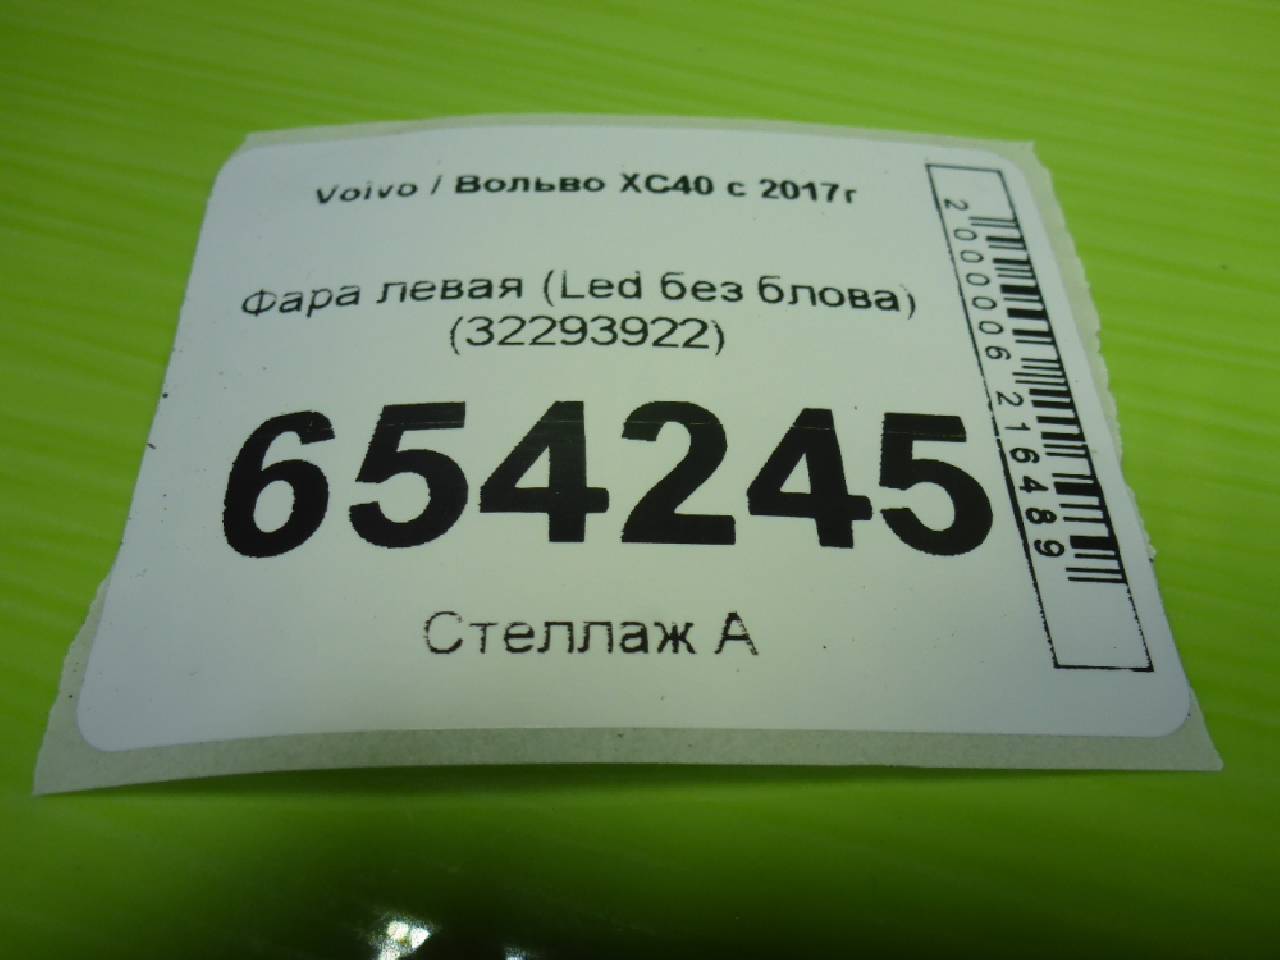 Volvo / Вольво XC40 с 2017г
Фара левая (Led без блова)
(32293922)
654245
Стеллаж А
2000006216489